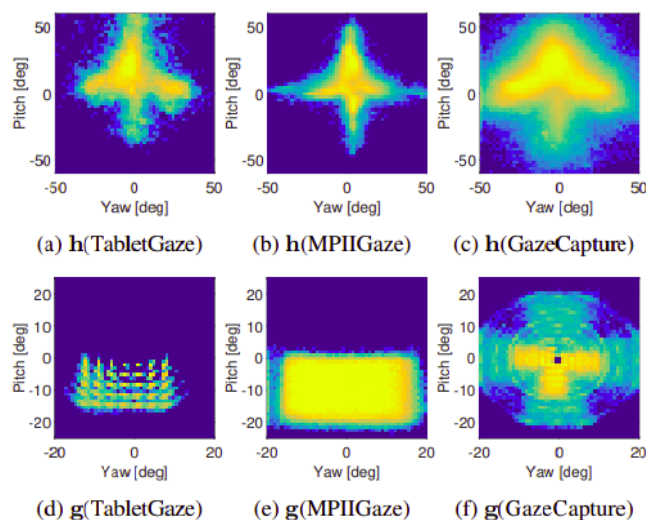 50
0
-50
Pitch [deg]
-50 0 50
Yaw [deg]
50
0
-50
Pitch [deg]
-50 0 50
Yaw [deg]
50
0
-50
Pitch [deg]
-50 0 50
Yaw [deg]
(a) h(TabletGaze)
(b) h(MPIIGaze)
(c) h(GazeCapture)
20
10
0
-10
-20
Pitch [deg]
-20 0 20
Yaw [deg]
20
10
0
-10
-20
Pitch [deg]
-20 0 20
Yaw [deg]
20
10
0
-10
-20
Pitch [deg]
-20 0 20
Yaw [deg]
(d) g(TabletGaze)
(e) g(MPIIGaze)
(f) g(GazeCapture)